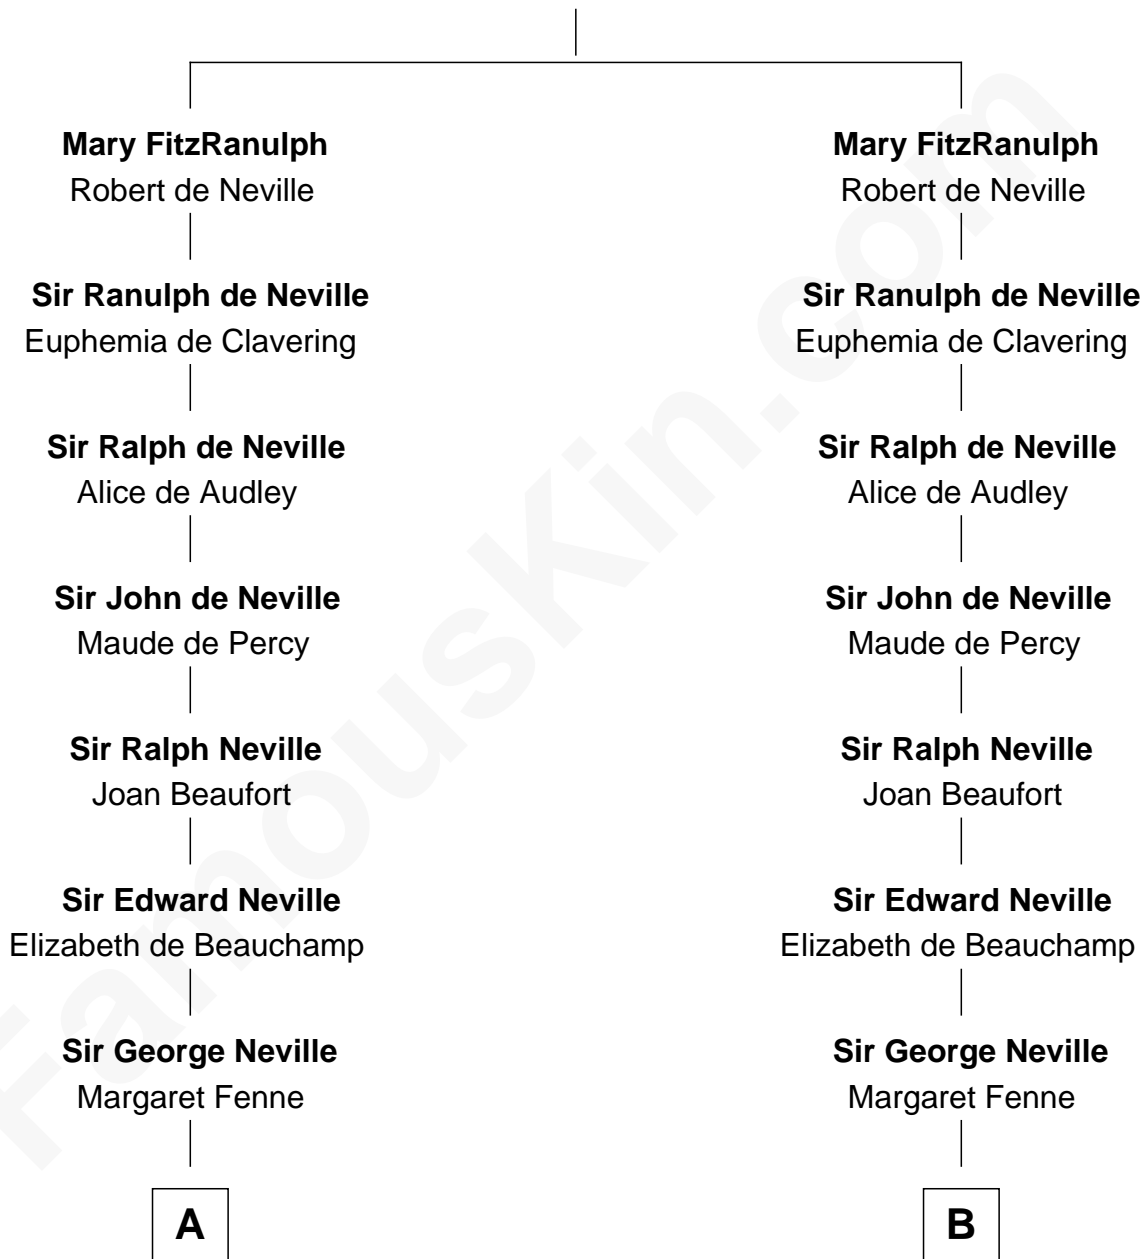 Mary FitzRanulph Mary FitzRanulph
Robert de Neville Robert de Neville
Sir Ranulph de Neville Sir Ranulph de Neville
Euphemia de Clavering Euphemia de Clavering
Sir Ralph de Neville Sir Ralph de Neville
Alice de Audley Alice de Audley
Sir John de Neville Sir John de Neville
Maude de Percy Maude de Percy
Sir Ralph Neville Sir Ralph Neville
Joan Beaufort Joan Beaufort
Sir Edward Neville Sir Edward Neville
Elizabeth de Beauchamp Elizabeth de Beauchamp
Sir George Neville Sir George Neville
Margaret Fenne Margaret Fenne
A B
FamousKin.com